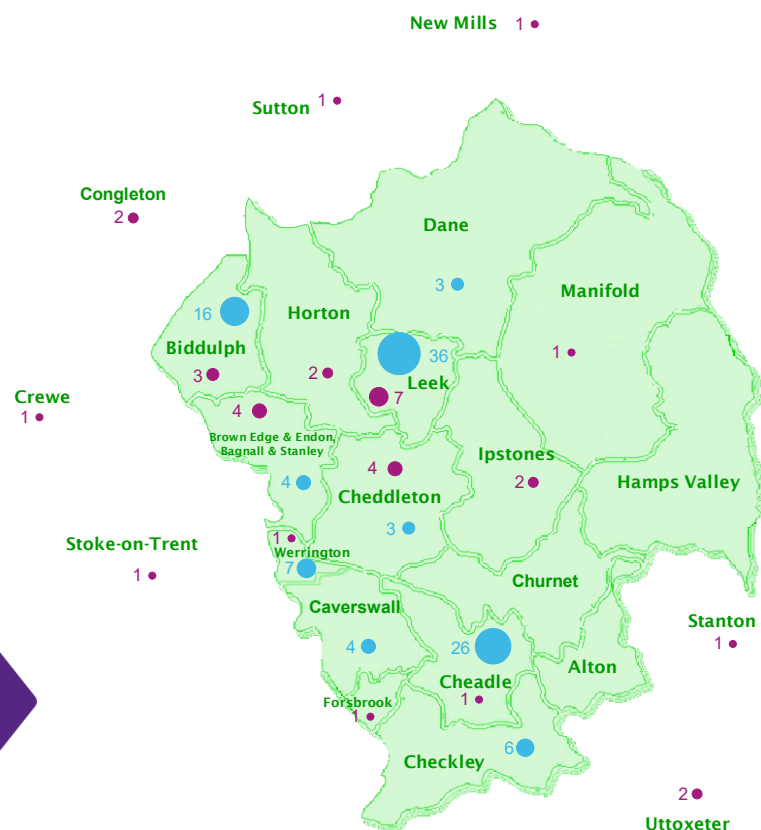 New Mills 1
Sutton 1
Congleton
2
Dane
3
Manifold
1
16
Biddulph
3
Horton
2
36
Leek
7
Crewe
1
4
Brown Edge & Endon,
Bagnall & Stanley
4
4
Cheddleton
3
Ipstones
2
Hamps Valley
Stoke-on-Trent
1
1
Werrington
7
Churnet
Caverswall
4
26
Cheadle
1
Alton
Stanton
1
Forsbrook
1
Checkley
6
2
Uttoxeter